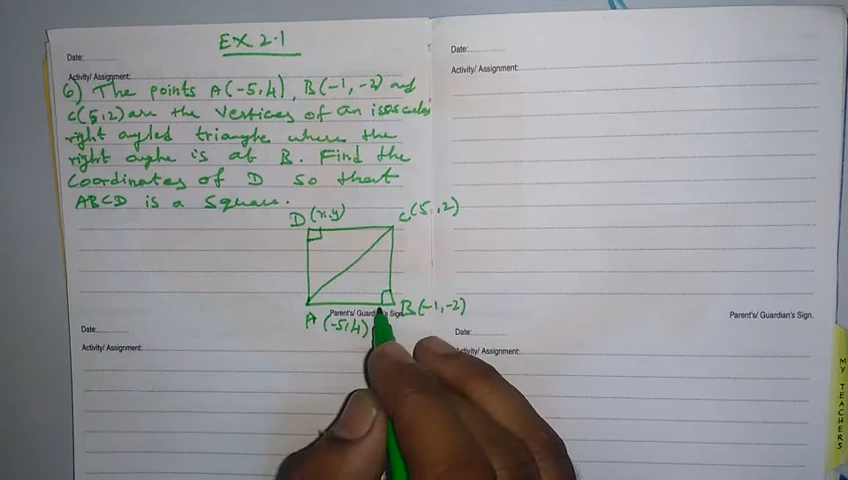 EX 2.1
Date:
Activity/ Assignment:
6) The points A(-5,4), B(-1,-2) and
C(5,2) are the vertices of an isosceles
right angled triangle where the
right angle is at B. Find the
Coordinates of D so that
ABCD is a Square.
D (x,y)
C (5,2)
A (-5,4)
B (-1,-2)
Parent's/ Guardian's Sign.
Date:
Activity/ Assignment:
Date:
Activity/ Assignment:
Parent's/ Guardian's Sign.
Date:
Assignment:
MY TEACHERS